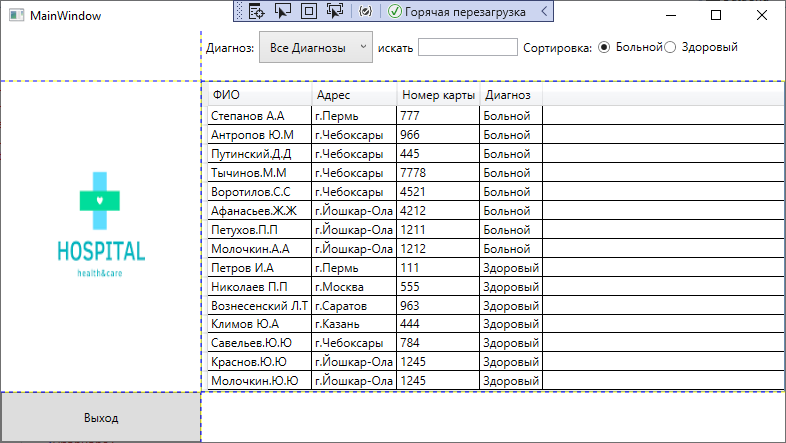 MainWindow
Горячая перезагрузка
Диагноз: Все Диагнозы искать Сортировка: Больной Здоровый
ФИО Адрес Номер карты Диагноз
Степанов А.А г.Пермь 777 Больной
Антропов Ю.М г.Чебоксары 966 Больной
Путинский.Д.Д г.Чебоксары 445 Больной
Тычинов.М.М г.Чебоксары 7778 Больной
Воротилов.С.С г.Чебоксары 4521 Больной
Афанасьев.Ж.Ж г.Йошкар-Ола 4212 Больной
Петухов.П.П г.Йошкар-Ола 1211 Больной
Молочкин.А.А г.Йошкар-Ола 1212 Больной
Петров И.А г.Пермь 111 Здоровый
Николаев П.П г.Москва 555 Здоровый
Вознесенский Л.Т г.Саратов 963 Здоровый
Климов Ю.А г.Казань 444 Здоровый
Савельев.Ю.Ю г.Чебоксары 784 Здоровый
Краснов.Ю.Ю г.Йошкар-Ола 1245 Здоровый
Молочкин.Ю.Ю г.Йошкар-Ола 1245 Здоровый
HOSPITAL
health&care
Выход